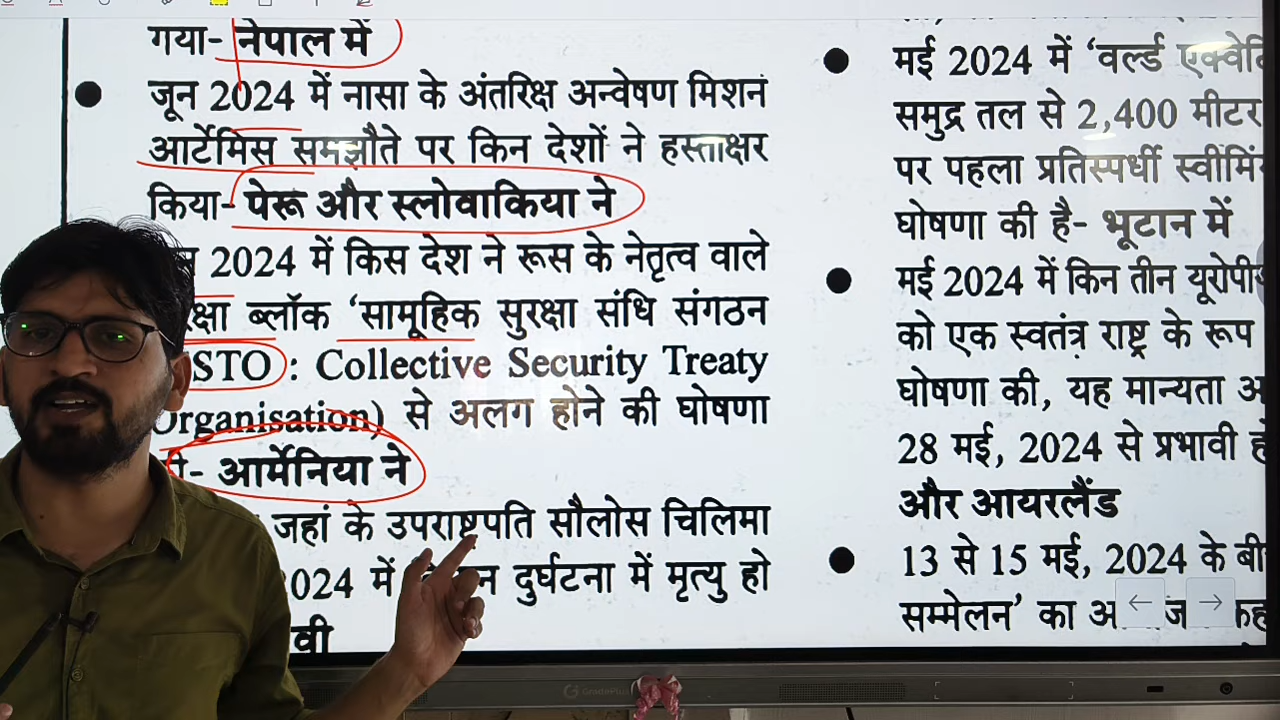 गया- नेपाल में
जून 2024 में नासा के अंतरिक्ष अन्वेषण मिशन
आर्टेमिस समझौते पर किन देशों ने हस्ताक्षर
किया- पेरू और स्लोवाकिया ने
2024 में किस देश ने रूस के नेतृत्व वाले
ब्लॉक ‘सामूहिक सुरक्षा संधि संगठन
STO : Collective Security Treaty
Organisation) से अलग होने की घोषणा
आर्मेनिया ने
जहां के उपराष्ट्रपति सौलोस चिलिमा
2024 में दुर्घटना में मृत्यु हो
वी
मई 2024 में ‘वर्ल्ड
समुद्र तल से 2,400 मीटर
पर पहला प्रतिस्पर्धी
घोषणा की है- भूटान में
मई 2024 में किन तीन
को एक स्वतंत्र राष्ट्र के रूप
घोषणा की, यह मान्यता
28 मई, 2024 से प्रभावी
और आयरलैंड
13 से 15 मई, 2024 के
सम्मेलन’ का